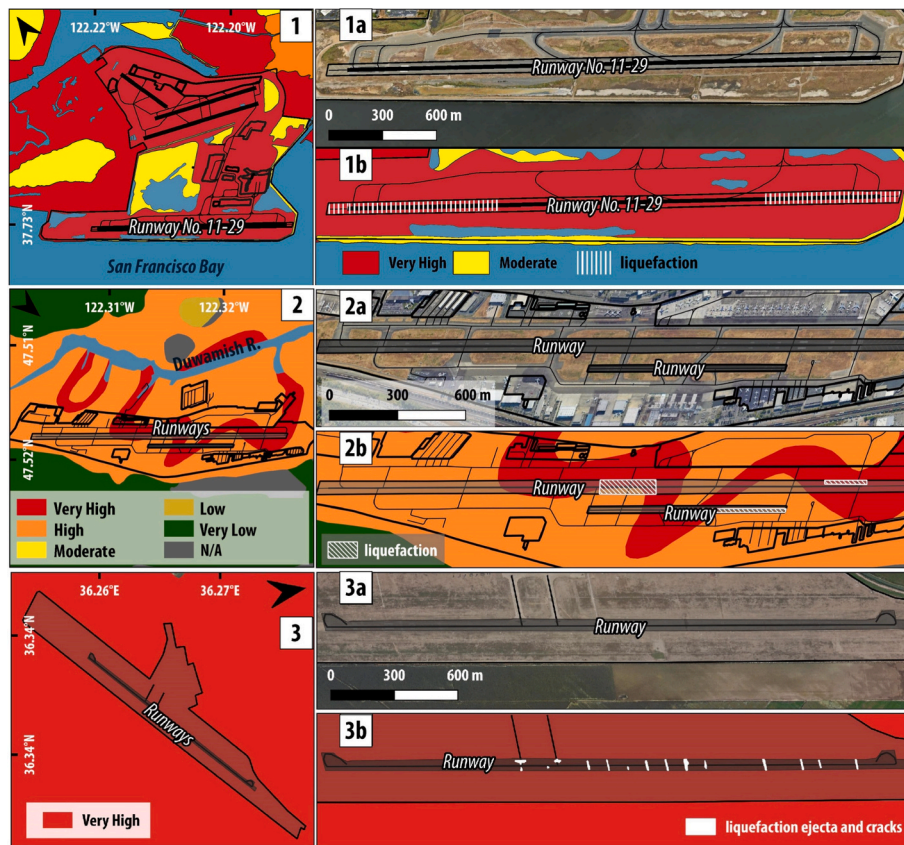 122.22°W
122.20°W
1
37.73°N
Runway No. 11-29
San Francisco Bay
1a
Runway No. 11-29
0 300 600 m
1b
Runway No. 11-29
Very High
Moderate
liquefaction
122.31°W
122.32°W
2
47.51°N
Duwamish R.
Runways
47.52°N
Very High
High
Moderate
Low
Very Low
N/A
2a
Runway
Runway
0 300 600 m
2b
Runway
Runway
liquefaction
36.26°E
36.27°E
3
36.34°N
Runways
36.34°N
Very High
3a
Runway
0 300 600 m
3b
Runway
liquefaction ejecta and cracks